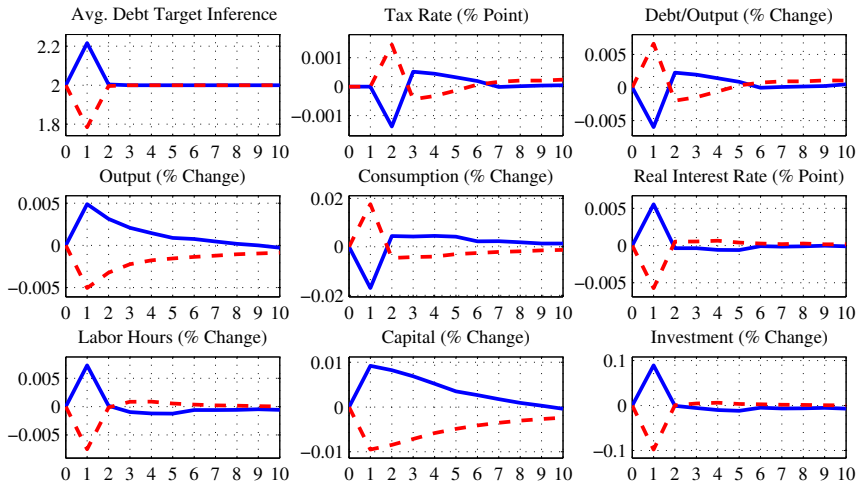 Avg. Debt Target Inference
2.2
2
1.8
0 1 2 3 4 5 6 7 8 9 10
Tax Rate (% Point)
0.001
0
−0.001
0 1 2 3 4 5 6 7 8 9 10
Debt/Output (% Change)
0.005
0
−0.005
0 1 2 3 4 5 6 7 8 9 10
Output (% Change)
0.005
0
−0.005
0 1 2 3 4 5 6 7 8 9 10
Consumption (% Change)
0.02
0
−0.02
0 1 2 3 4 5 6 7 8 9 10
Real Interest Rate (% Point)
0.005
0
−0.005
0 1 2 3 4 5 6 7 8 9 10
Labor Hours (% Change)
0.005
0
−0.005
0 1 2 3 4 5 6 7 8 9 10
Capital (% Change)
0.01
0
−0.01
0 1 2 3 4 5 6 7 8 9 10
Investment (% Change)
0.1
0
−0.1
0 1 2 3 4 5 6 7 8 9 10